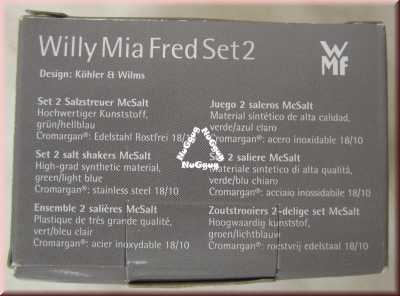 Willy Mia Fred Set2
WMF
Design: Köhler & Wilms
Set 2 Salzstreuer McSalt
Hochwertiger Kunststoff,
grün/hellblau
Cromargan®: Edelstahl Rostfrei 18/10
Set 2 salt shakers McSalt
High-grad synthetic material,
green/light blue
Cromargan®: stainless steel 18/10
Ensemble 2 salières McSalt
Plastique de très grande qualité,
vert/bleu clair
Cromargan®: acier inoxydable 18/10
Juego 2 saleros McSalt
Material sintético de alta calidad,
verde/azul claro
Cromargan®: acero inoxidable 18/10
Set 2 saliere McSalt
Materiale sintetico di alta qualità,
verde/blu chiaro
Cromargan®: acciaio inossidabile 18/10
Zoutstrooiers 2-delige set McSalt
Hoogwaardig kunststof,
groen/lichtblauw
Cromargan®: roestvrij edelstaal 18/10
NuGgug
NuGgug
NuGgug